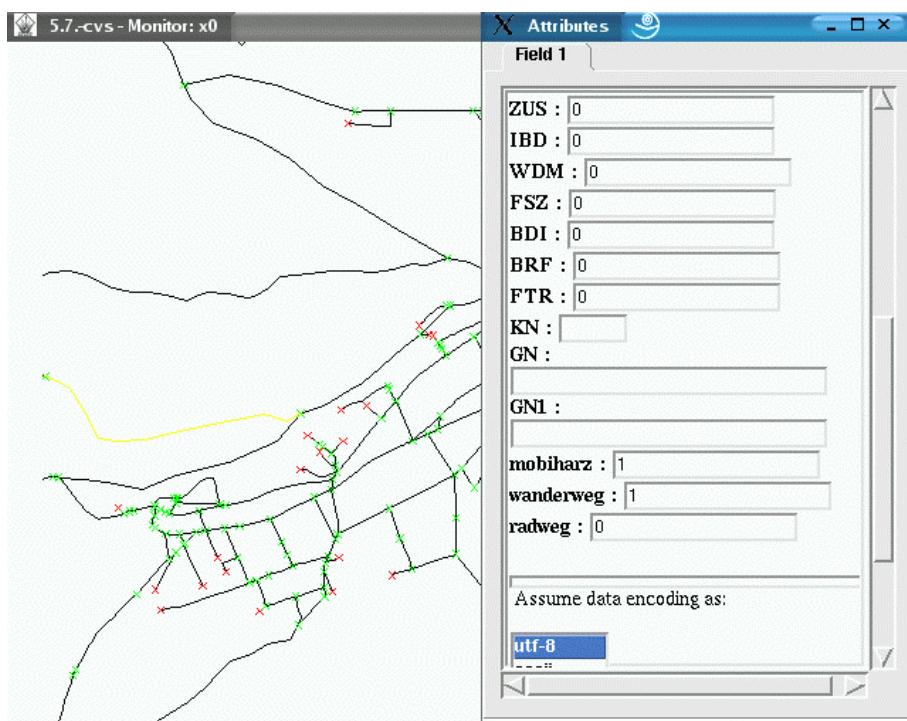 5.7.-cvs - Monitor: x0
Attributes
Field 1
ZUS : 0
IBD : 0
WDM : 0
FSZ : 0
BDI : 0
BRF : 0
FTR : 0
KN :
GN :
GN1 :
mobiharz : 1
wanderweg : 1
radweg : 0
Assume data encoding as:
utf-8